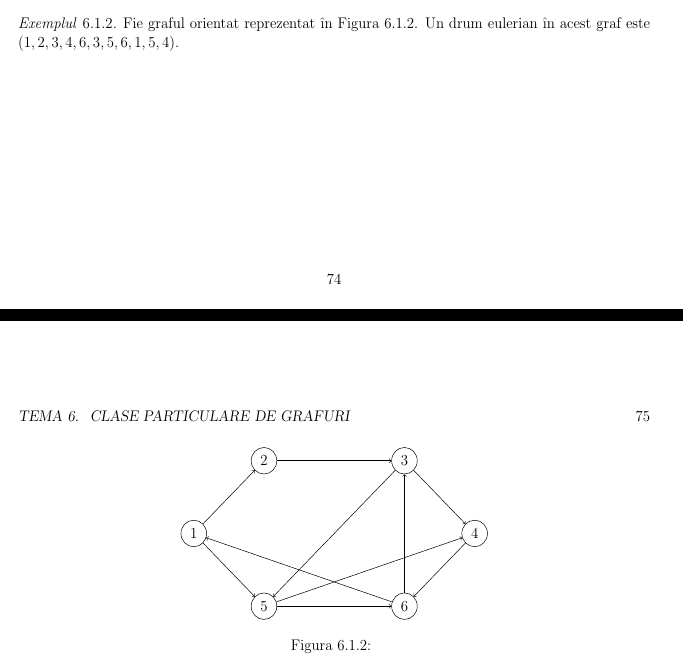 Exemplul 6.1.2. Fie graful orientat reprezentat în Figura 6.1.2. Un drum eulerian în acest graf este
(1, 2, 3, 4, 6, 3, 5, 6, 1, 5, 4).
74
TEMA 6. CLASE PARTICULARE DE GRAFURI 75
2 3
1 4
5 6
Figura 6.1.2: